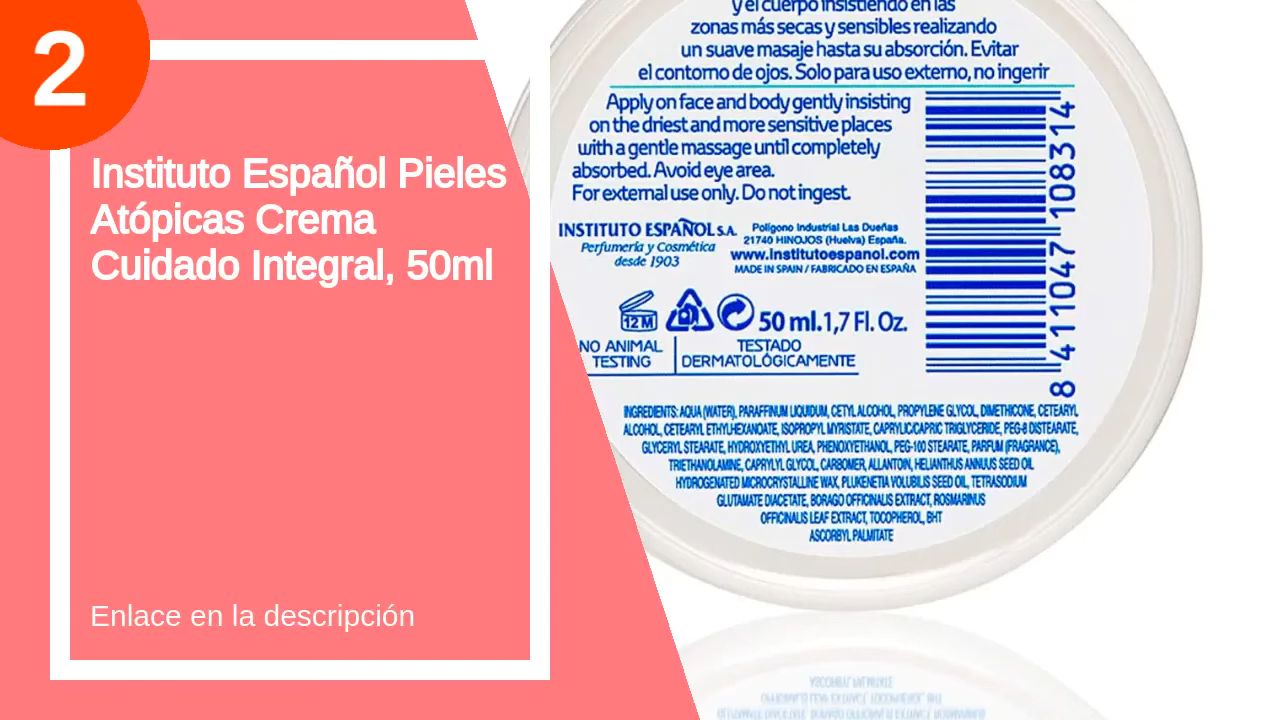 2
Instituto Español Pieles
Atópicas Crema
Cuidado Integral, 50ml
Enlace en la descripción
y el cuerpo insistiendo en las
zonas más secas y sensibles realizando
un suave masaje hasta su absorción. Evitar
el contorno de ojos. Solo para uso externo, no ingerir
Apply on face and body gently insisting
on the driest and more sensitive places
with a gentle massage until completely
absorbed. Avoid eye area.
For external use only. Do not ingest.
INSTITUTO ESPAÑOL S.A.
Perfumería y Cosmética
desde 1903
Polígono Industrial Las Dueñas
21740 HINOJOS (Huelva) España.
www.institutoespanol.com
MADE IN SPAIN / FABRICADO EN ESPAÑA
8 411047 108314
12 M
50 ml. 1,7 Fl. Oz.
NO ANIMAL
TESTING
TESTADO
DERMATOLÓGICAMENTE
INGREDIENTS: AQUA (WATER), PARAFFINUM LIQUIDUM, CETYL ALCOHOL, PROPYLENE GLYCOL, DIMETHICONE, CETEARYL
ALCOHOL, CETEARYL ETHYLHEXANOATE, ISOPROPYL MYRISTATE, CAPRYLIC/CAPRIC TRIGLYCERIDE, PEG-8 DISTEARATE,
GLYCERYL STEARATE, HYDROXYETHYL UREA, PHENOXYETHANOL, PEG-100 STEARATE, PARFUM (FRAGRANCE),
TRIETHANOLAMINE, CAPRYLYL GLYCOL, CARBOMER, ALLANTOIN, HELIANTHUS ANNUUS SEED OIL
HYDROGENATED MICROCRYSTALLINE WAX, PLUKENETIA VOLUBILIS SEED OIL, TETRASODIUM
GLUTAMATE DIACETATE, BORAGO OFFICINALIS EXTRACT, ROSMARINUS
OFFICINALIS LEAF EXTRACT, TOCOPHEROL, BHT
ASCORBYL PALMITATE